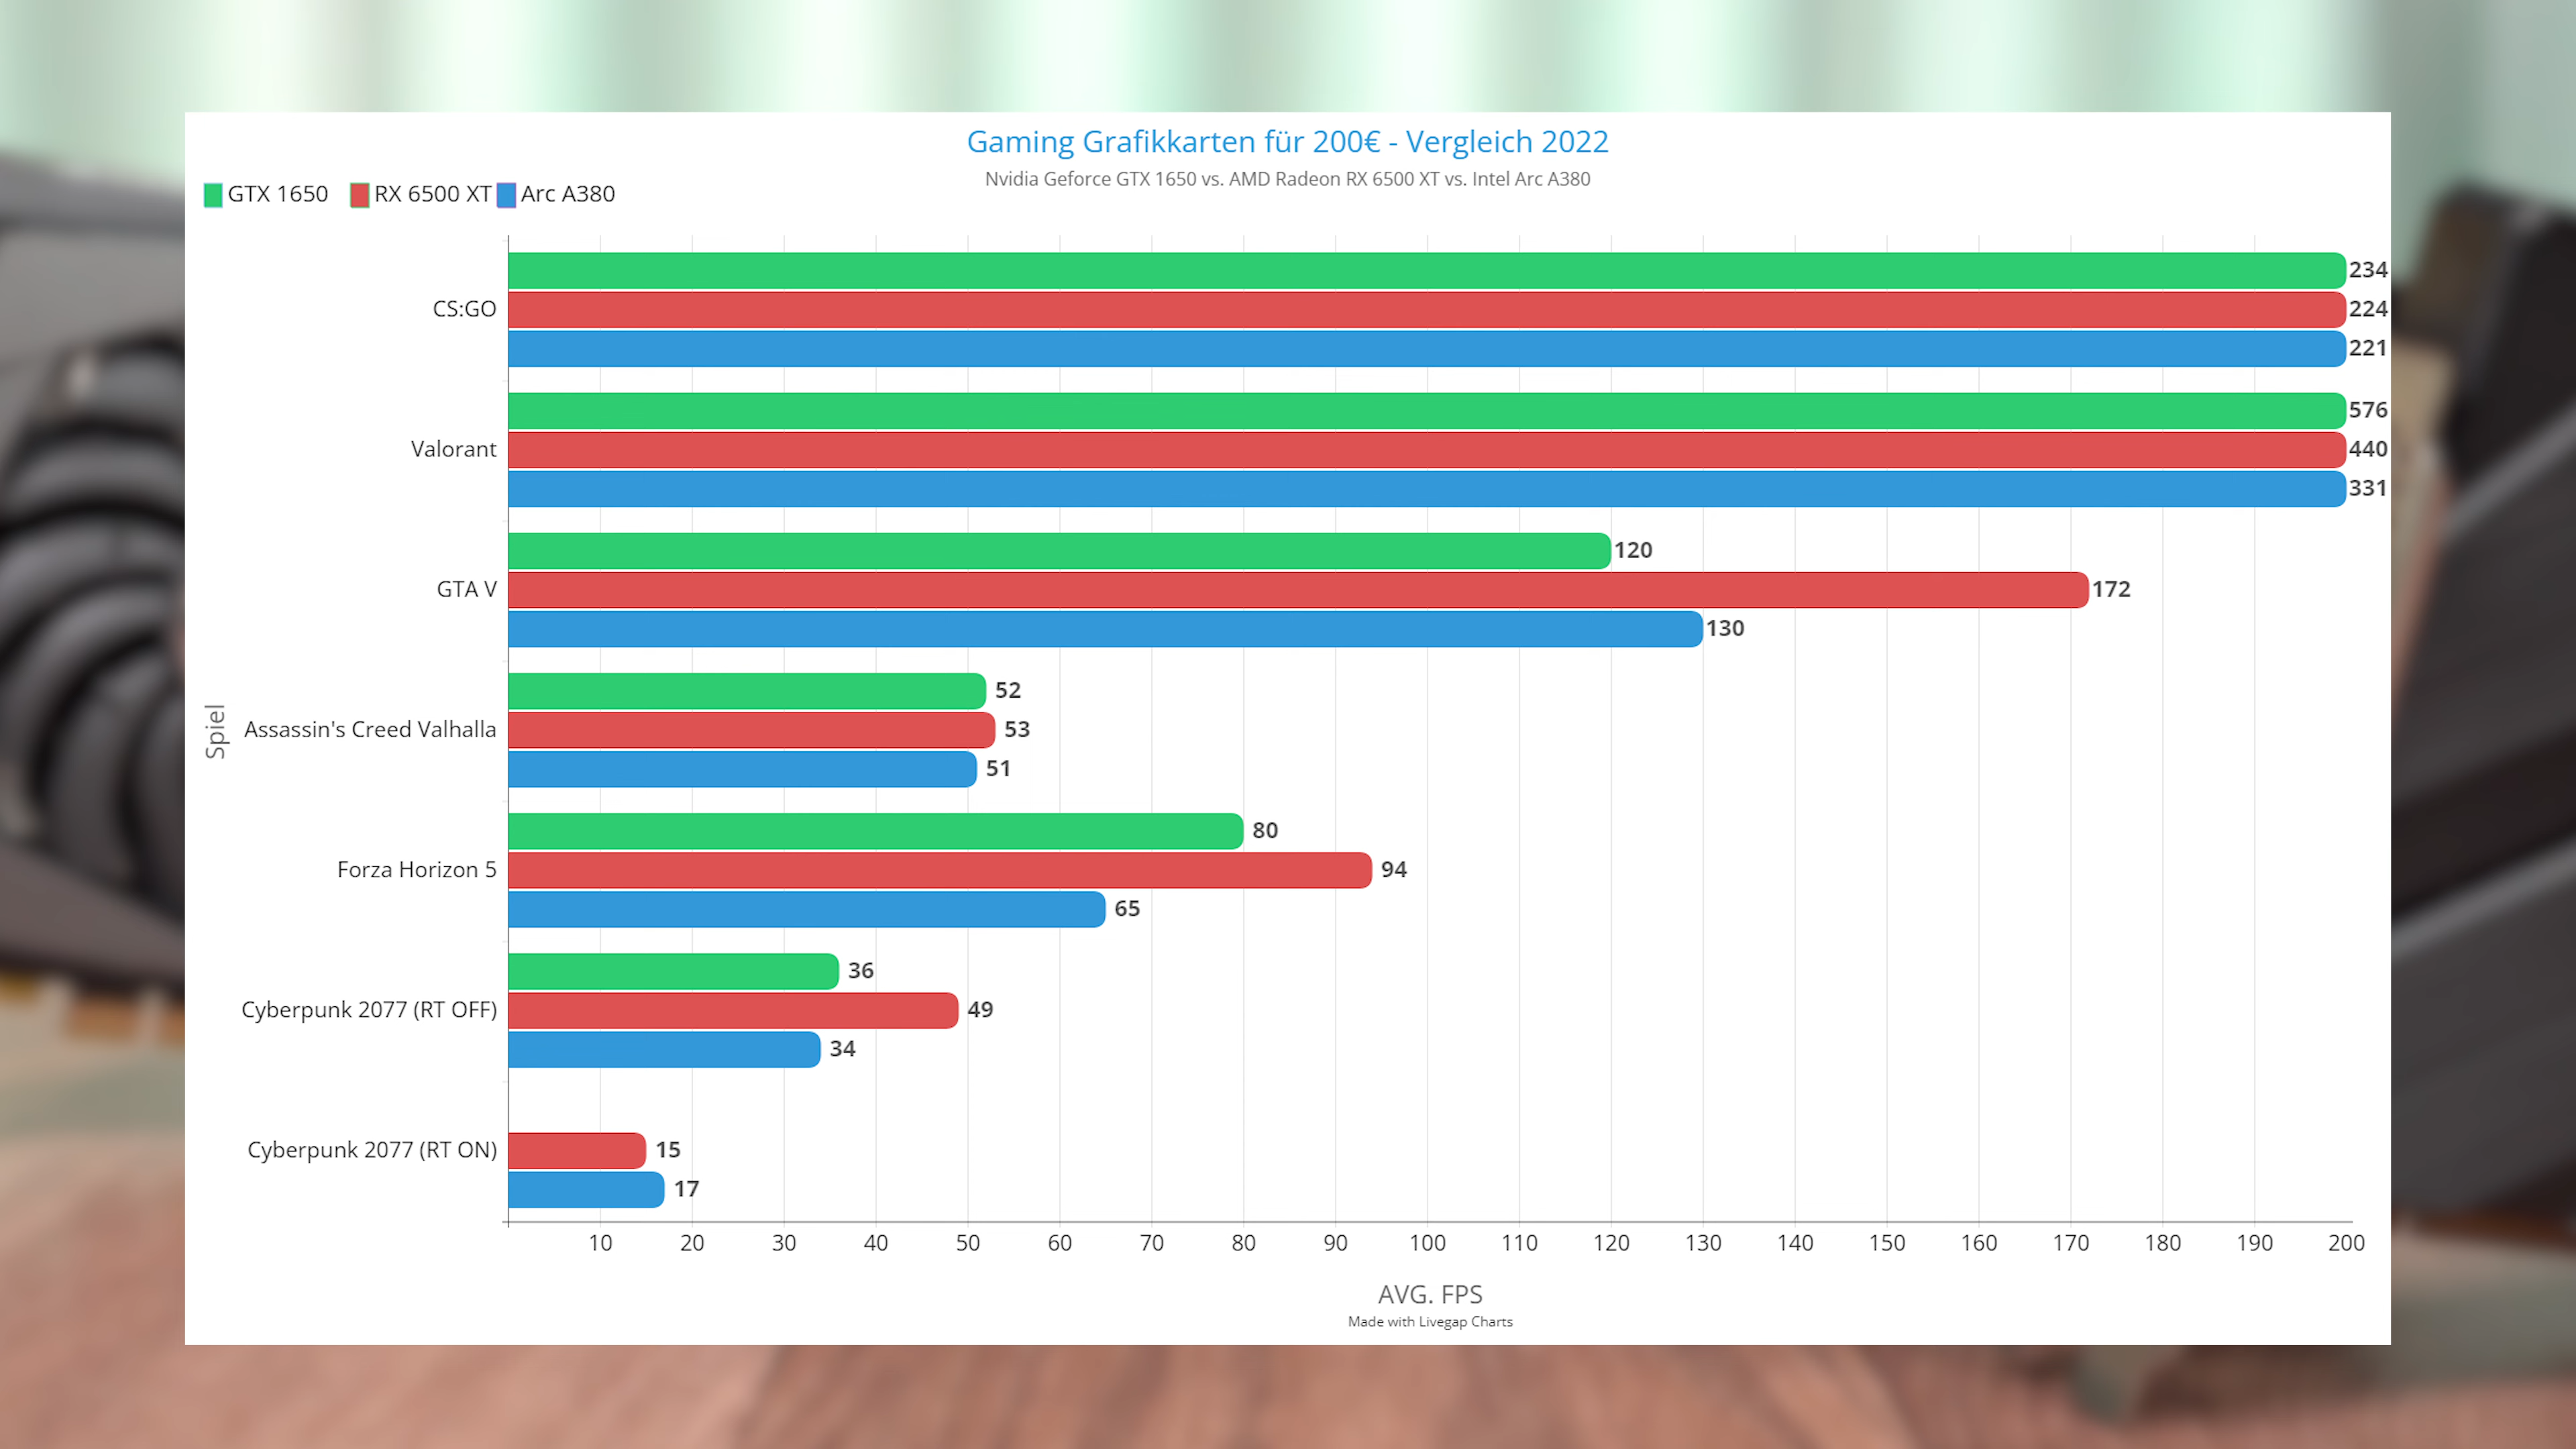 Gaming Grafikkarten für 200€ - Vergleich 2022
Nvidia Geforce GTX 1650 vs. AMD Radeon RX 6500 XT vs. Intel Arc A380
GTX 1650 RX 6500 XT Arc A380
234
CS:GO 224
221
576
Valorant 440
331
120
GTA V 172
130
52
Assassin's Creed Valhalla 53
51
Spiel
80
Forza Horizon 5 94
65
36
Cyberpunk 2077 (RT OFF) 49
34
Cyberpunk 2077 (RT ON) 15
17
10 20 30 40 50 60 70 80 90 100 110 120 130 140 150 160 170 180 190 200
AVG. FPS
Made with Livegap Charts